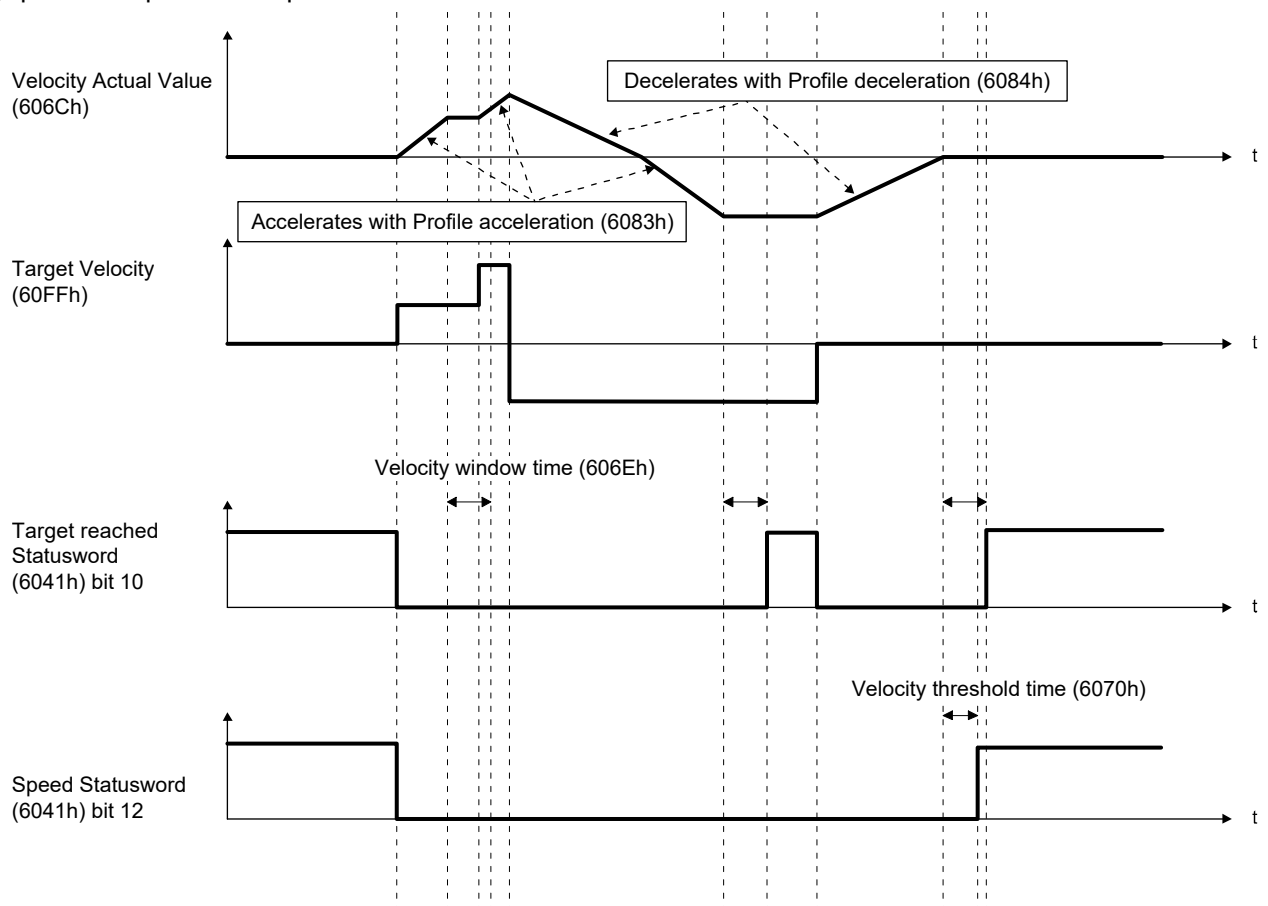 Velocity Actual Value
(606Ch)
Decelerates with Profile deceleration (6084h)
t
Accelerates with Profile acceleration (6083h)
Target Velocity
(60FFh)
t
Velocity window time (606Eh)
Target reached
Statusword
(6041h) bit 10
t
Velocity threshold time (6070h)
Speed Statusword
(6041h) bit 12
t